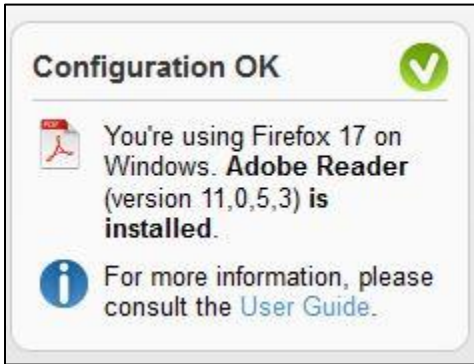 Configuration OK
PDF
You're using Firefox 17 on
Windows. Adobe Reader
(version 11,0,5,3) is
installed.
For more information, please
consult the User Guide.